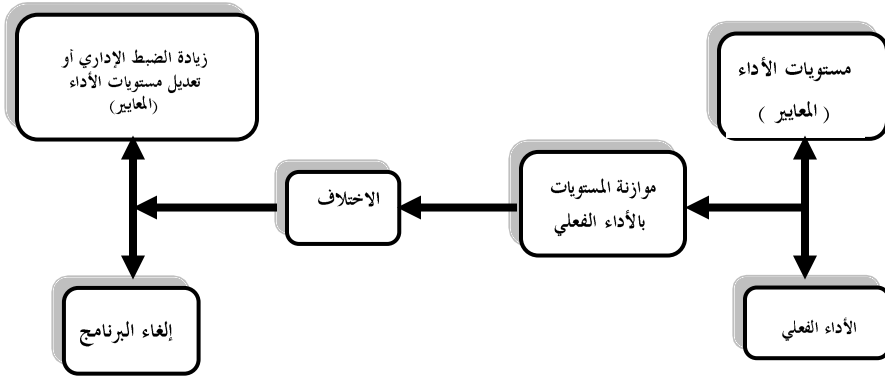 مستويات الأداء
( المعايير )
الأداء الفعلي
موازنة المستويات
بالأداء الفعلي
الاختلاف
زيادة الضبط الإداري أو
تعديل مستويات الأداء
(المعايير)
إلغاء البرنامج